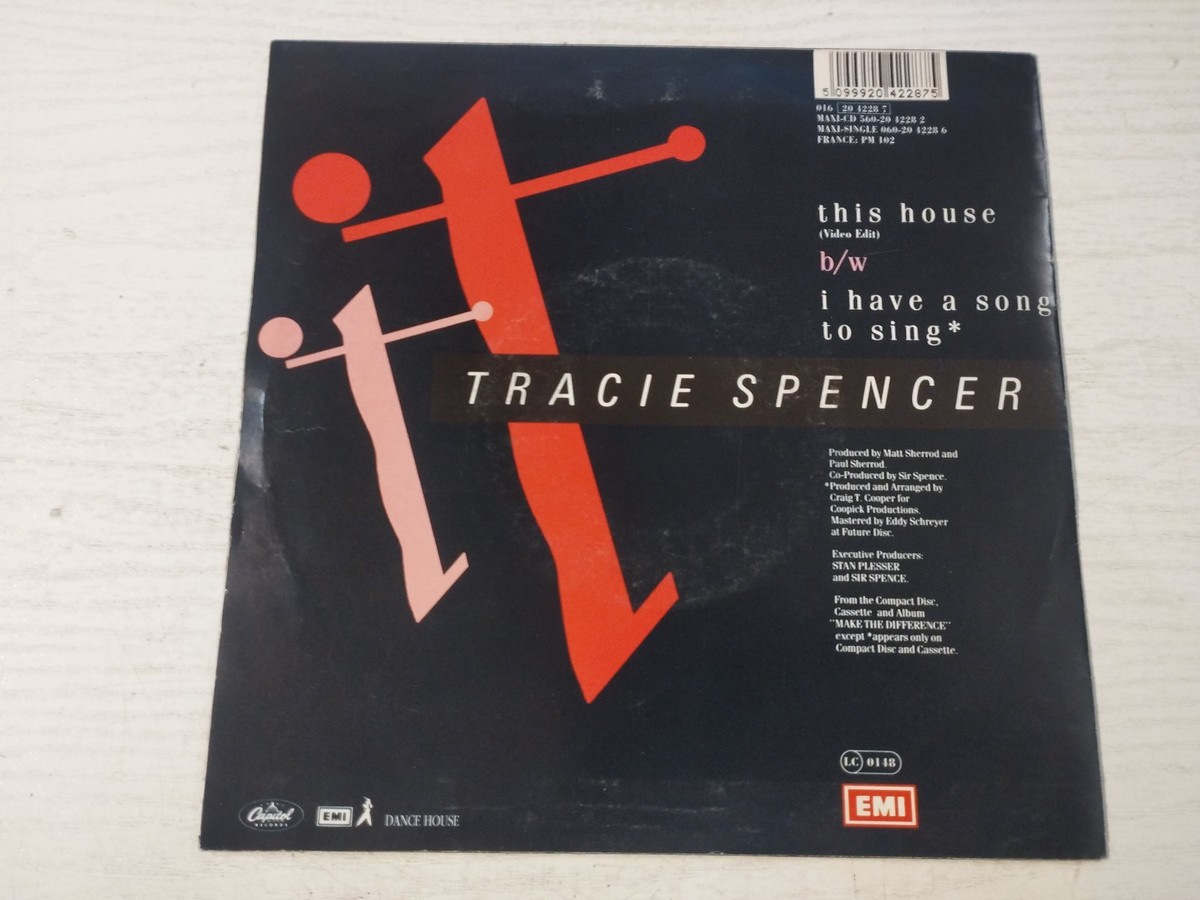 5 099920 422875
016 20 4228 7
MAXI-CD 560-20 4228 2
MAXI-SINGLE 060-20 4228 6
FRANCE: PM 102
this house
(Video Edit)
b/w
i have a song
to sing*
TRACIE SPENCER
Produced by Matt Sherrod and
Paul Sherrod.
Co-Produced by Sir Spence.
*Produced and Arranged by
Craig T. Cooper for
Coopick Productions.
Mastered by Eddy Schreyer
at Future Disc.
Executive Producers:
STAN PLESSER
and SIR SPENCE.
From the Compact Disc,
Cassette and Album
"MAKE THE DIFFERENCE"
except *appears only on
Compact Disc and Cassette.
LC 0148
EMI
Capitol
RECORDS
EMI
DANCE HOUSE